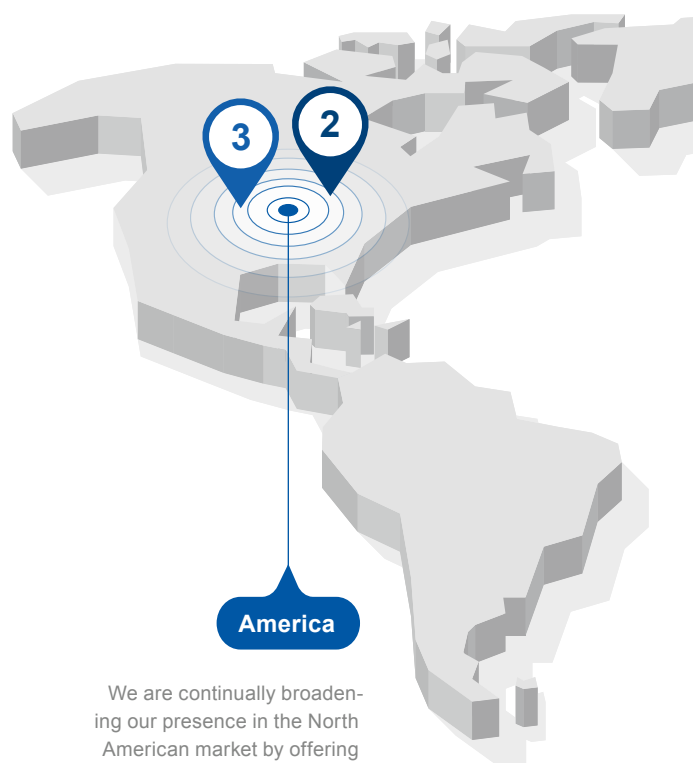 3
2
America
We are continually broaden-
ing our presence in the North
American market by offering